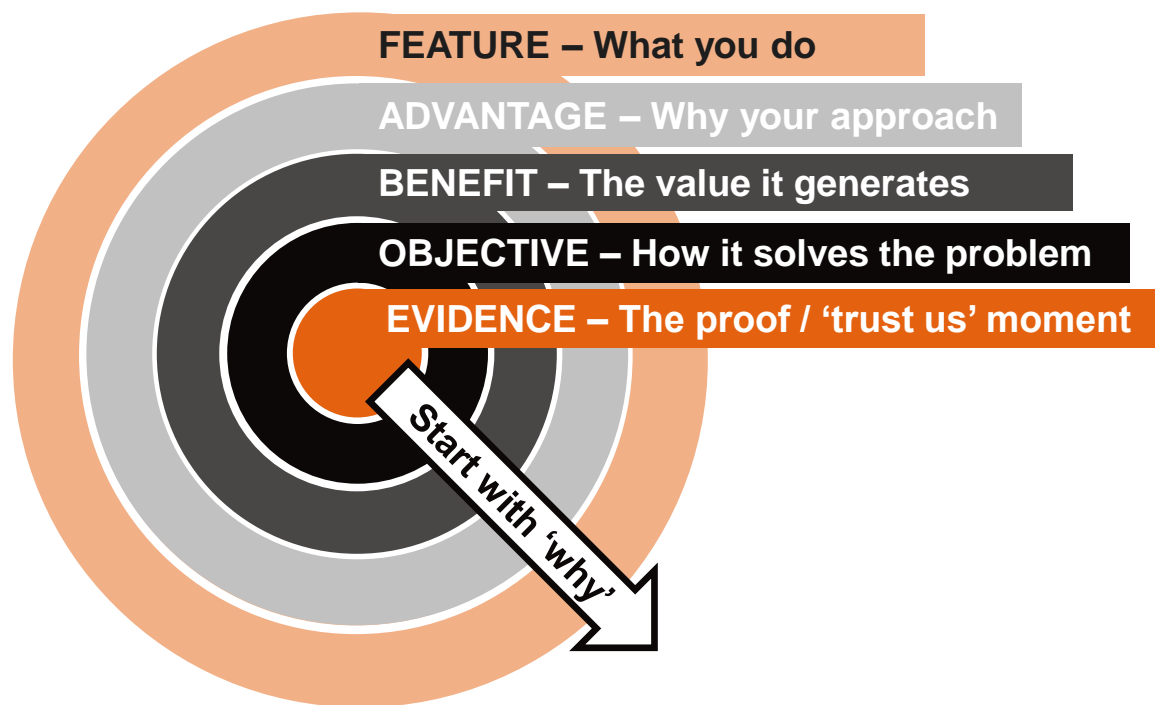 FEATURE – What you do
ADVANTAGE – Why your approach
BENEFIT – The value it generates
OBJECTIVE – How it solves the problem
EVIDENCE – The proof / ‘trust us’ moment
Start with ‘why’